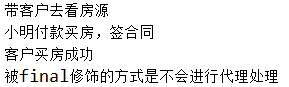 带客户去看房源
小明付款买房，签合同
客户买房成功
被final修饰的方式是不会进行代理处理